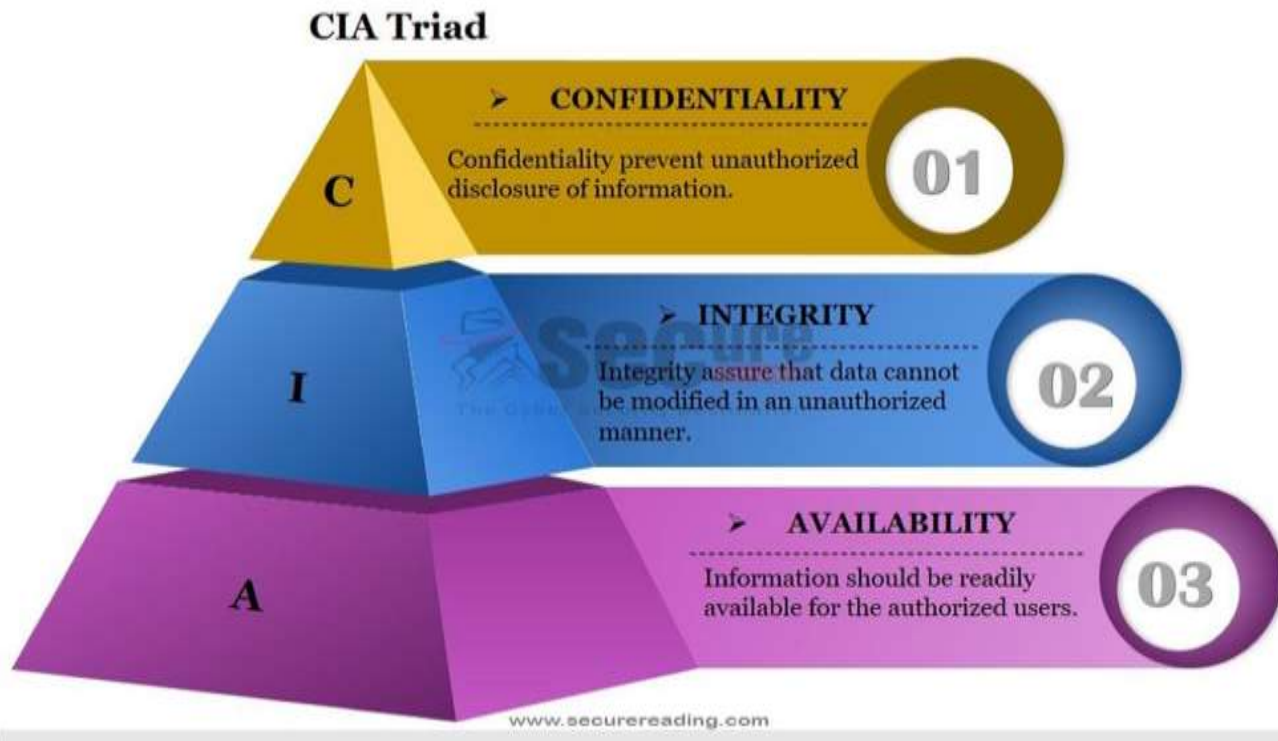 CIA Triad
C
➢ CONFIDENTIALITY
Confidentiality prevent unauthorized
disclosure of information.
01
I
➢ INTEGRITY
Integrity assure that data cannot
be modified in an unauthorized
manner.
02
Secure
A
➢ AVAILABILITY
Information should be readily
available for the authorized users.
03
www.securereading.com